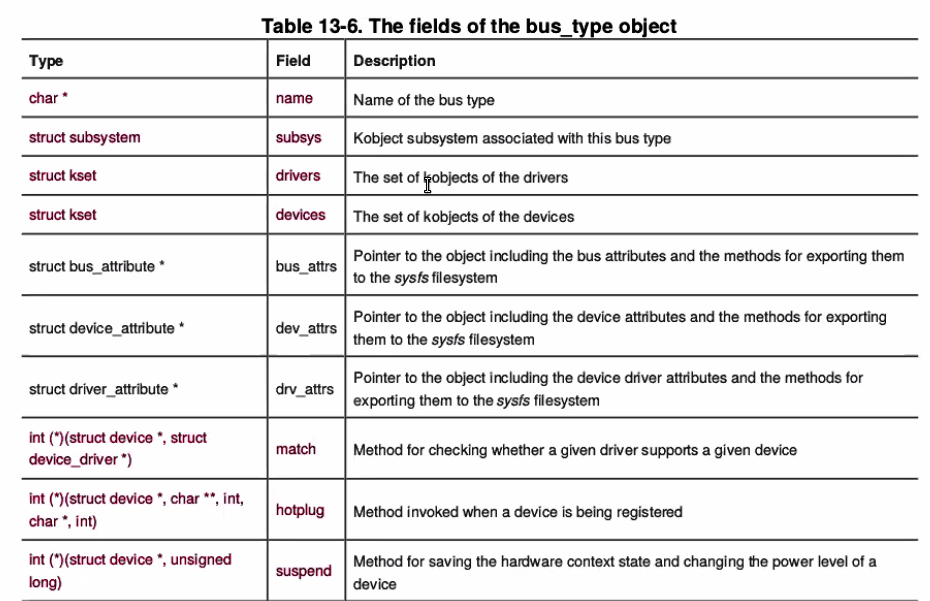 Table 13-6. The fields of the bus_type object
Type Field Description
char * name Name of the bus type
struct subsystem subsys Kobject subsystem associated with this bus type
struct kset drivers The set of kobjects of the drivers
struct kset devices The set of kobjects of the devices
struct bus_attribute * bus_attrs Pointer to the object including the bus attributes and the methods for exporting them
to the sysfs filesystem
struct device_attribute * dev_attrs Pointer to the object including the device attributes and the methods for exporting
them to the sysfs filesystem
struct driver_attribute * drv_attrs Pointer to the object including the device driver attributes and the methods for
exporting them to the sysfs filesystem
int (*)(struct device *, struct
device_driver *)
match Method for checking whether a given driver supports a given device
int (*)(struct device *, char **, int,
char *, int)
hotplug Method invoked when a device is being registered
int (*)(struct device *, unsigned
long)
suspend Method for saving the hardware context state and changing the power level of a
device